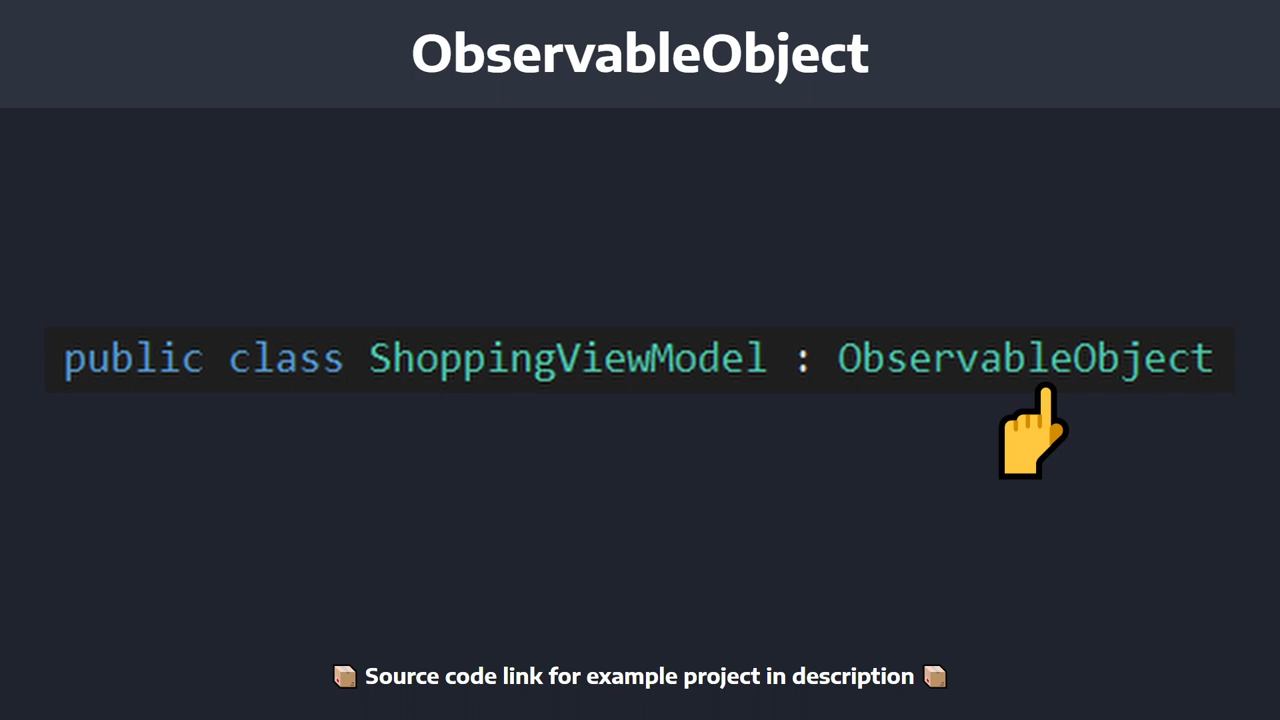 ObservableObject
public class ShoppingViewModel : ObservableObject
Source code link for example project in description